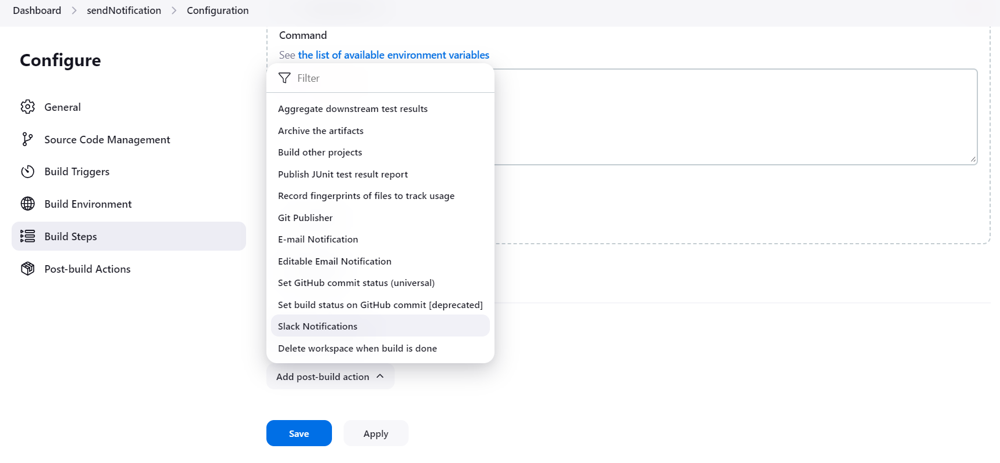 Dashboard > sendNotification > Configuration
Configure
General
Source Code Management
Build Triggers
Build Environment
Build Steps
Post-build Actions
Command
See the list of available environment variables
Filter
Aggregate downstream test results
Archive the artifacts
Build other projects
Publish JUnit test result report
Record fingerprints of files to track usage
Git Publisher
E-mail Notification
Editable Email Notification
Set GitHub commit status (universal)
Set build status on GitHub commit [deprecated]
Slack Notifications
Delete workspace when build is done
Add post-build action
Save
Apply